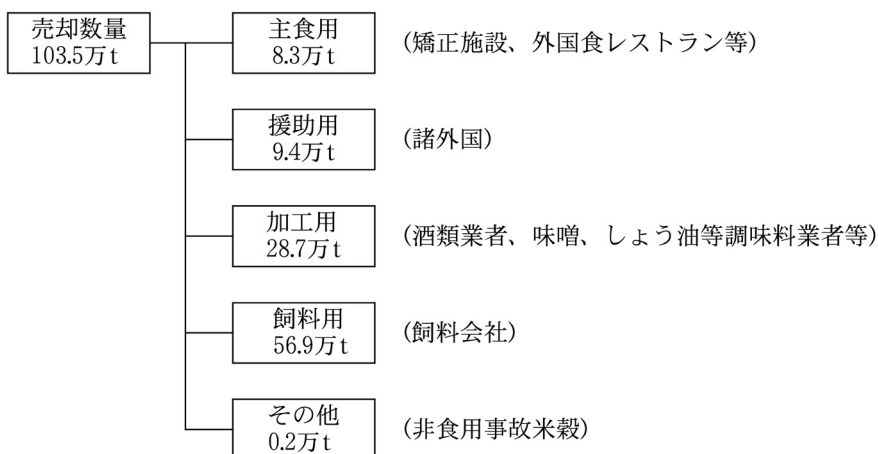 売却数量
103.5万t
主食用
8.3万t
(矯正施設、外国食レストラン等)
援助用
9.4万t
(諸外国)
加工用
28.7万t
(酒類業者、味噌、しょう油等調味料業者等)
飼料用
56.9万t
(飼料会社)
その他
0.2万t
(非食用事故米穀)